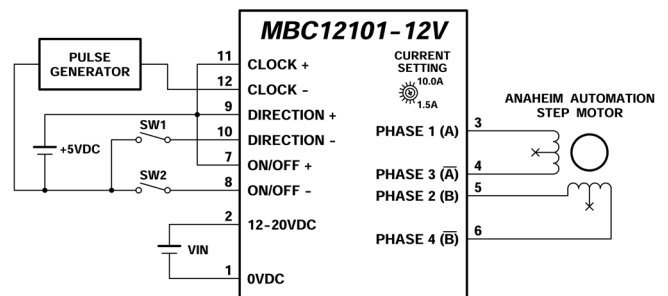 MBC12101-12V
PULSE
GENERATOR
11
CLOCK +
12
CLOCK -
9
DIRECTION +
SW1
10
DIRECTION -
+5VDC
7
ON/OFF +
SW2
8
ON/OFF -
2
12-20VDC
VIN
1
0VDC
CURRENT
SETTING
10.0A
1.5A
ANAHEIM AUTOMATION
STEP MOTOR
PHASE 1 (A)
3
PHASE 3 (A̅)
4
PHASE 2 (B)
5
PHASE 4 (B̅)
6